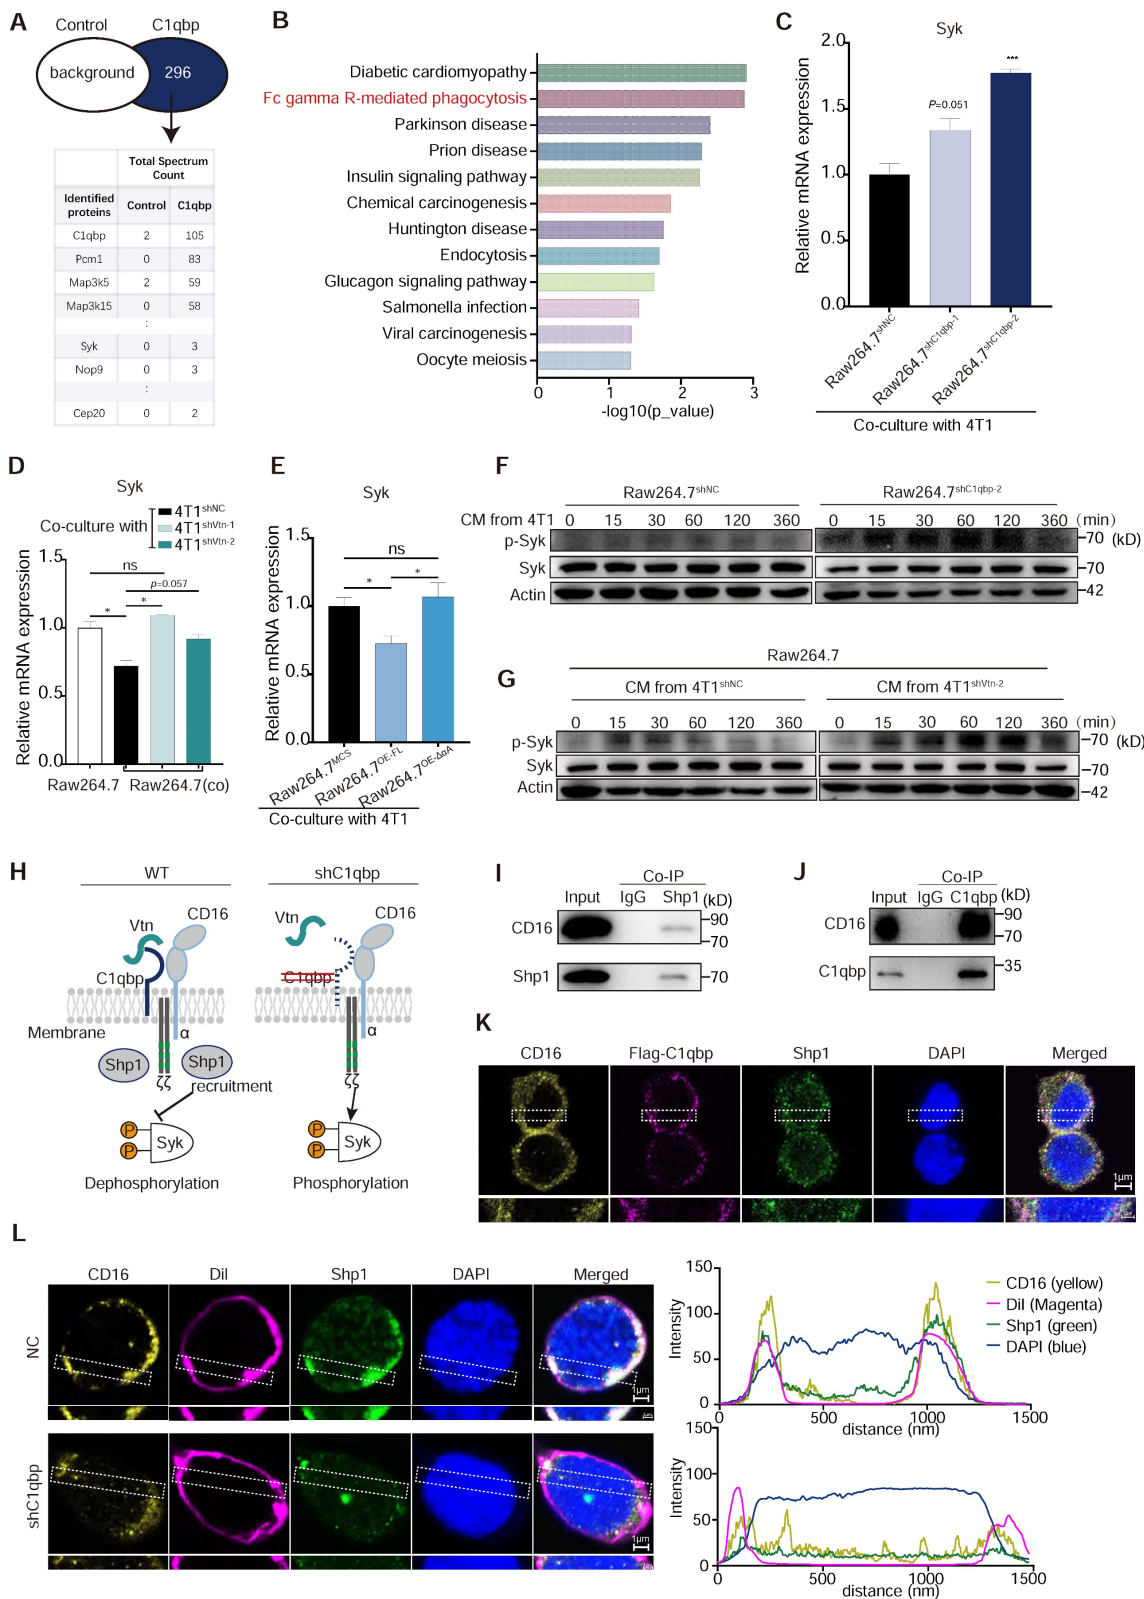 A
Control
C1qbp
background
296
Total Spectrum Count
Identified proteins
Control
C1qbp
C1qbp 2 105
Pcm1 0 83
Map3k5 2 59
Map3k15 0 58
:
Syk 0 3
Nop9 0 3
:
Cep20 0 2
B
Diabetic cardiomyopathy
Fc gamma R-mediated phagocytosis
Parkinson disease
Prion disease
Insulin signaling pathway
Chemical carcinogenesis
Huntington disease
Endocytosis
Glucagon signaling pathway
Salmonella infection
Viral carcinogenesis
Oocyte meiosis
0 1 2 3
-log10(p_value)
C
Syk
Relative mRNA expression
2.0
1.5
1.0
0.5
0.0
P=0.051
***
Raw264.7shNC
Raw264.7shC1qbp-1
Raw264.7shC1qbp-2
Co-culture with 4T1
D
Syk
Co-culture with
4T1shNC
4T1shVtn-1
4T1shVtn-2
Relative mRNA expression
1.5
1.0
0.5
0.0
ns
p=0.057
*
*
Raw264.7
Raw264.7(co)
E
Syk
Relative mRNA expression
1.5
1.0
0.5
0.0
ns
*
*
Raw264.7MCS
Raw264.7OE-FL
Raw264.7OE-ΔαA
Co-culture with 4T1
F
Raw264.7shNC
Raw264.7shC1qbp-2
CM from 4T1 0 15 30 60 120 360 0 15 30 60 120 360 (min)
p-Syk
70 (kD)
Syk
70
Actin
42
G
Raw264.7
CM from 4T1shNC
CM from 4T1shVtn-2
0 15 30 60 120 360 0 15 30 60 120 360 (min)
p-Syk
70 (kD)
Syk
70
Actin
42
H
WT
shC1qbp
Vtn
CD16
C1qbp
Membrane
α
Shp1
Shp1
ζζ
recruitment
P
P
Syk
Dephosphorylation
Vtn
CD16
C1qbp
α
ζζ
P
P
Syk
Phosphorylation
I
Co-IP
Input IgG Shp1 (kD)
CD16
90
70
Shp1
70
J
Co-IP
(kD)
Input IgG C1qbp
CD16
90
70
C1qbp
35
K
CD16
Flag-C1qbp
Shp1
DAPI
Merged
1μm
L
CD16
Dil
Shp1
DAPI
Merged
NC
1μm
shC1qbp
1μm
Intensity
150
100
50
0
0 500 1000 1500
distance (nm)
CD16 (yellow)
Dil (Magenta)
Shp1 (green)
DAPI (blue)
Intensity
150
100
50
0
0 500 1000 1500
distance (nm)